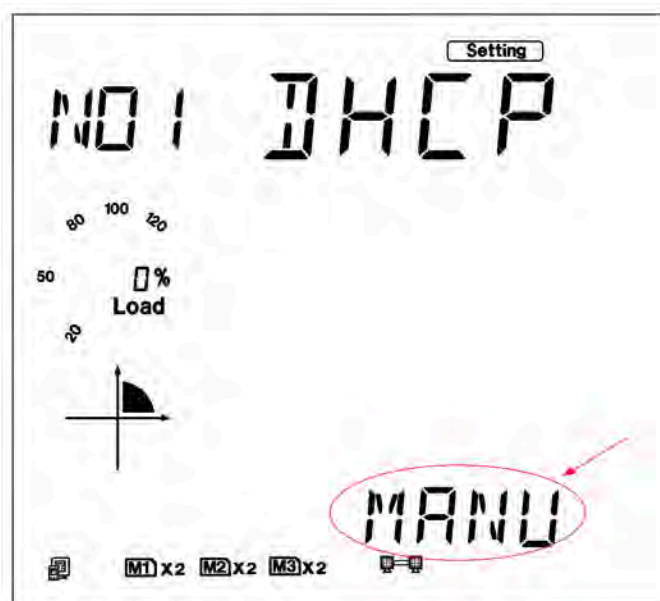 Setting
N01 DHCP
80 100 120
50 0%
Load
20
MANU
M1 X2 M2 X2 M3 X2